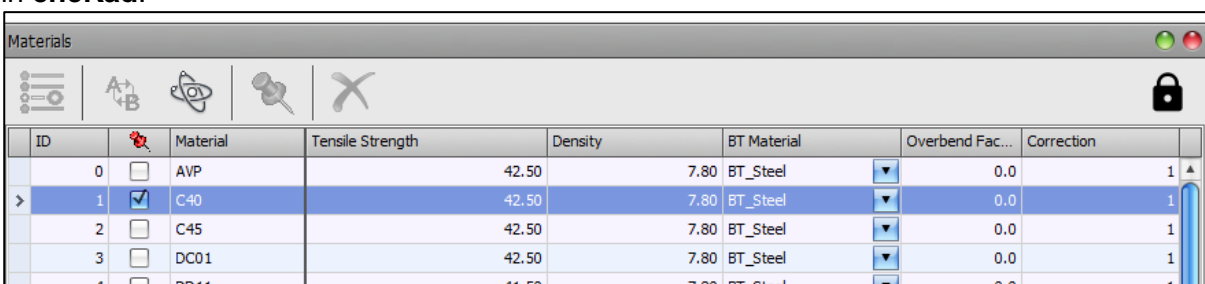 Materials
A B
ID Material Tensile Strength Density BT Material Overbend Fac... Correction
0 AVP 42.50 7.80 BT_Steel 0.0 1
> 1 C40 42.50 7.80 BT_Steel 0.0 1
2 C45 42.50 7.80 BT_Steel 0.0 1
3 DC01 42.50 7.80 BT_Steel 0.0 1